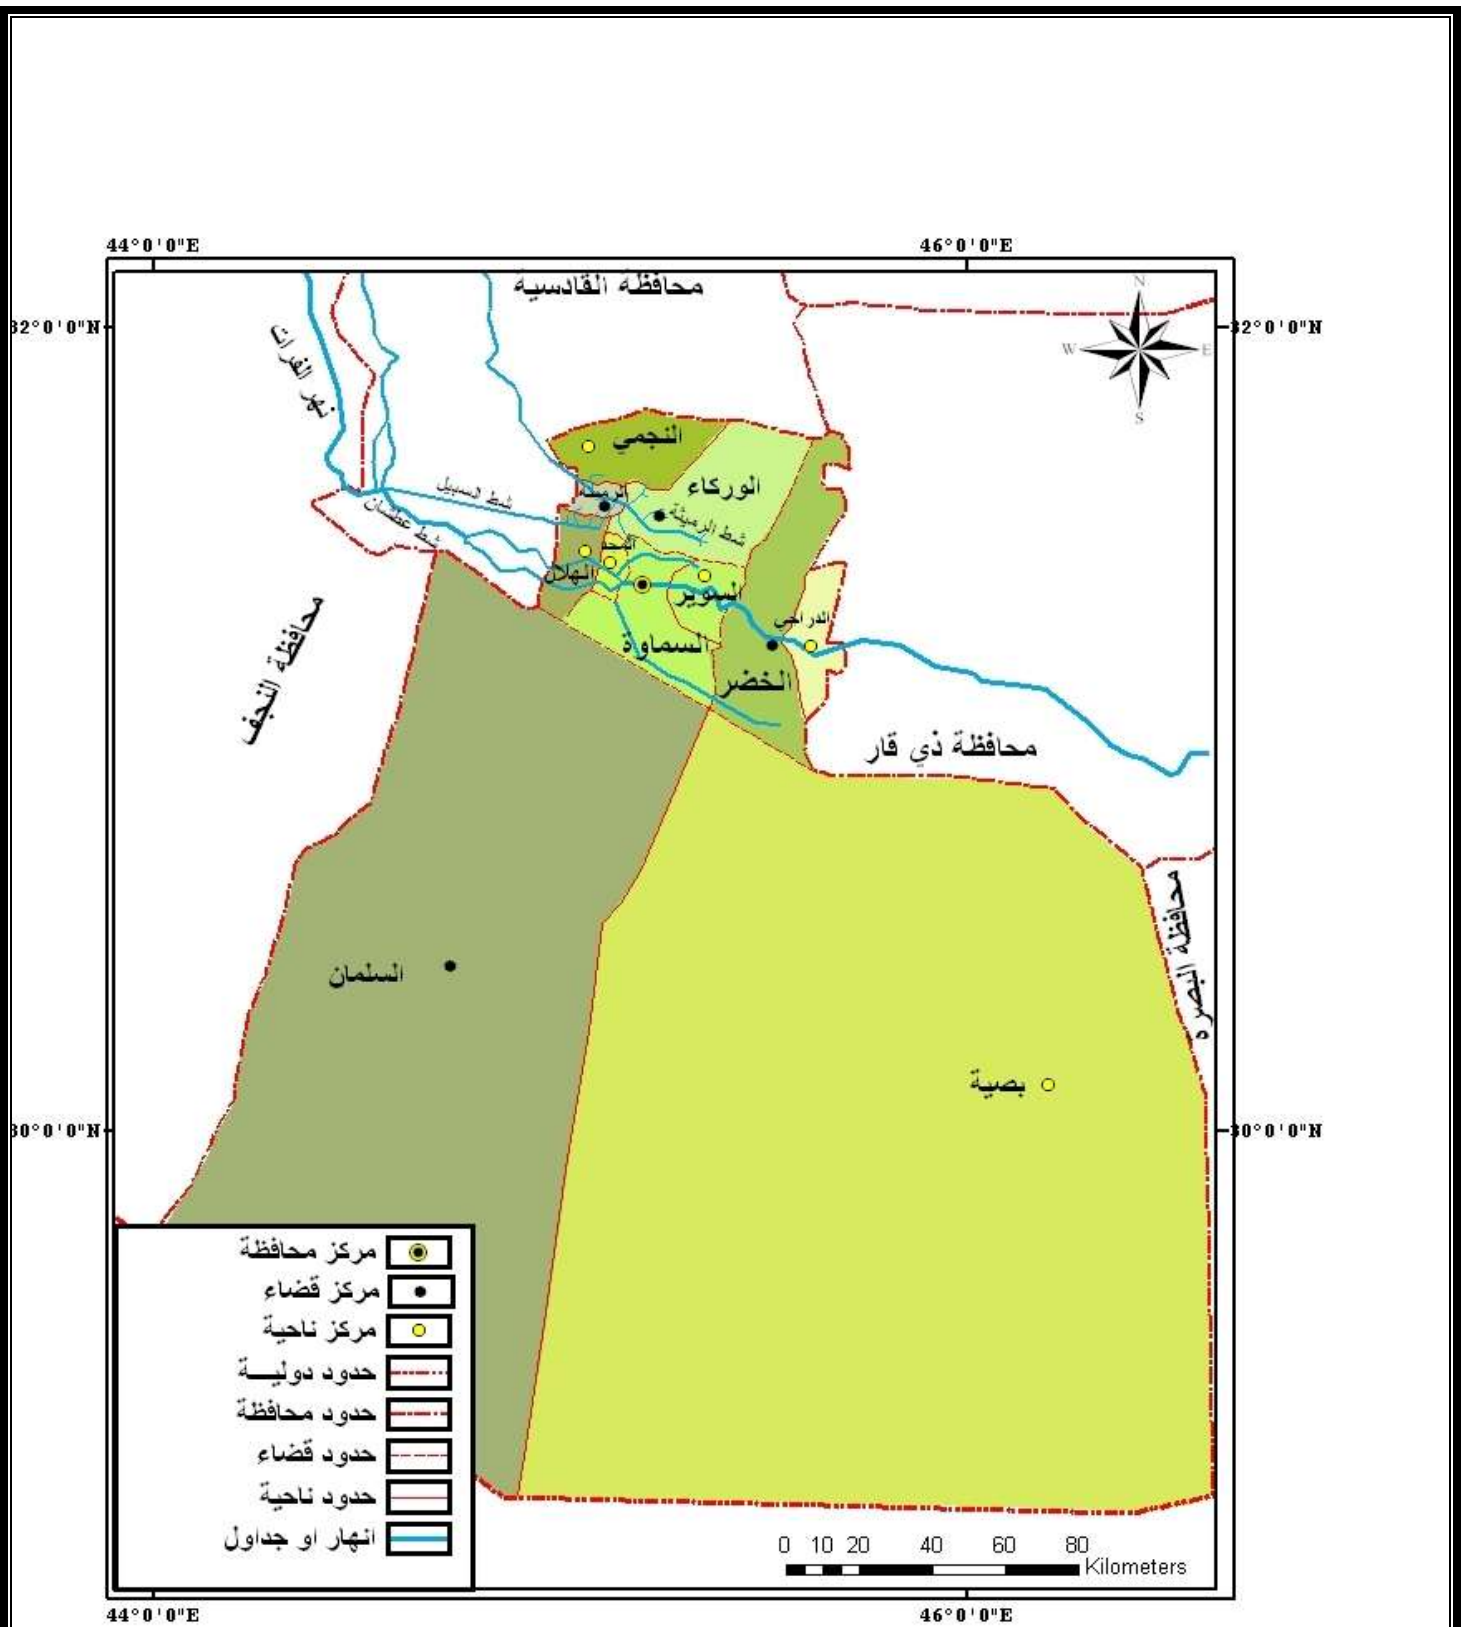 44°0'0"E
46°0'0"E
محافظة القادسية
N
32°0'0"N
32°0'0"N
W
E
S
نهر الفرات
النجمي
الوركاء
الرميثة
شط السبيل
شط الرميثة
شط عطشان
المجد
الهلال
السوير
الدراجي
السماوة
الخضر
محافظة النجف
محافظة ذي قار
محافظة البصره
السلمان
بصية
30°0'0"N
30°0'0"N
مركز محافظة
مركز قضاء
مركز ناحية
حدود دوليـــة
حدود محافظة
حدود قضاء
حدود ناحية
انهار او جداول
0 10 20 40 60 80
Kilometers
44°0'0"E
46°0'0"E